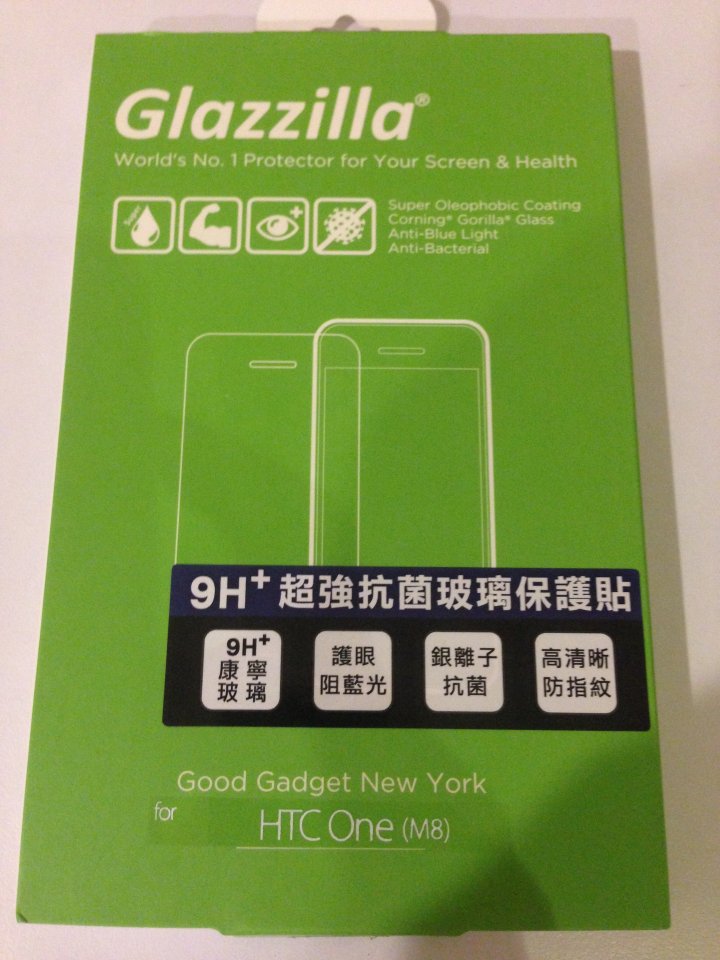 Glazzilla®
World's No. 1 Protector for Your Screen & Health
Super
Super Oleophobic Coating
Corning® Gorilla® Glass
Anti-Blue Light
Anti-Bacterial
9H+ 超強抗菌玻璃保護貼
9H+
康寧
玻璃
護眼
阻藍光
銀離子
抗菌
高清晰
防指紋
Good Gadget New York
for
HTC One (M8)